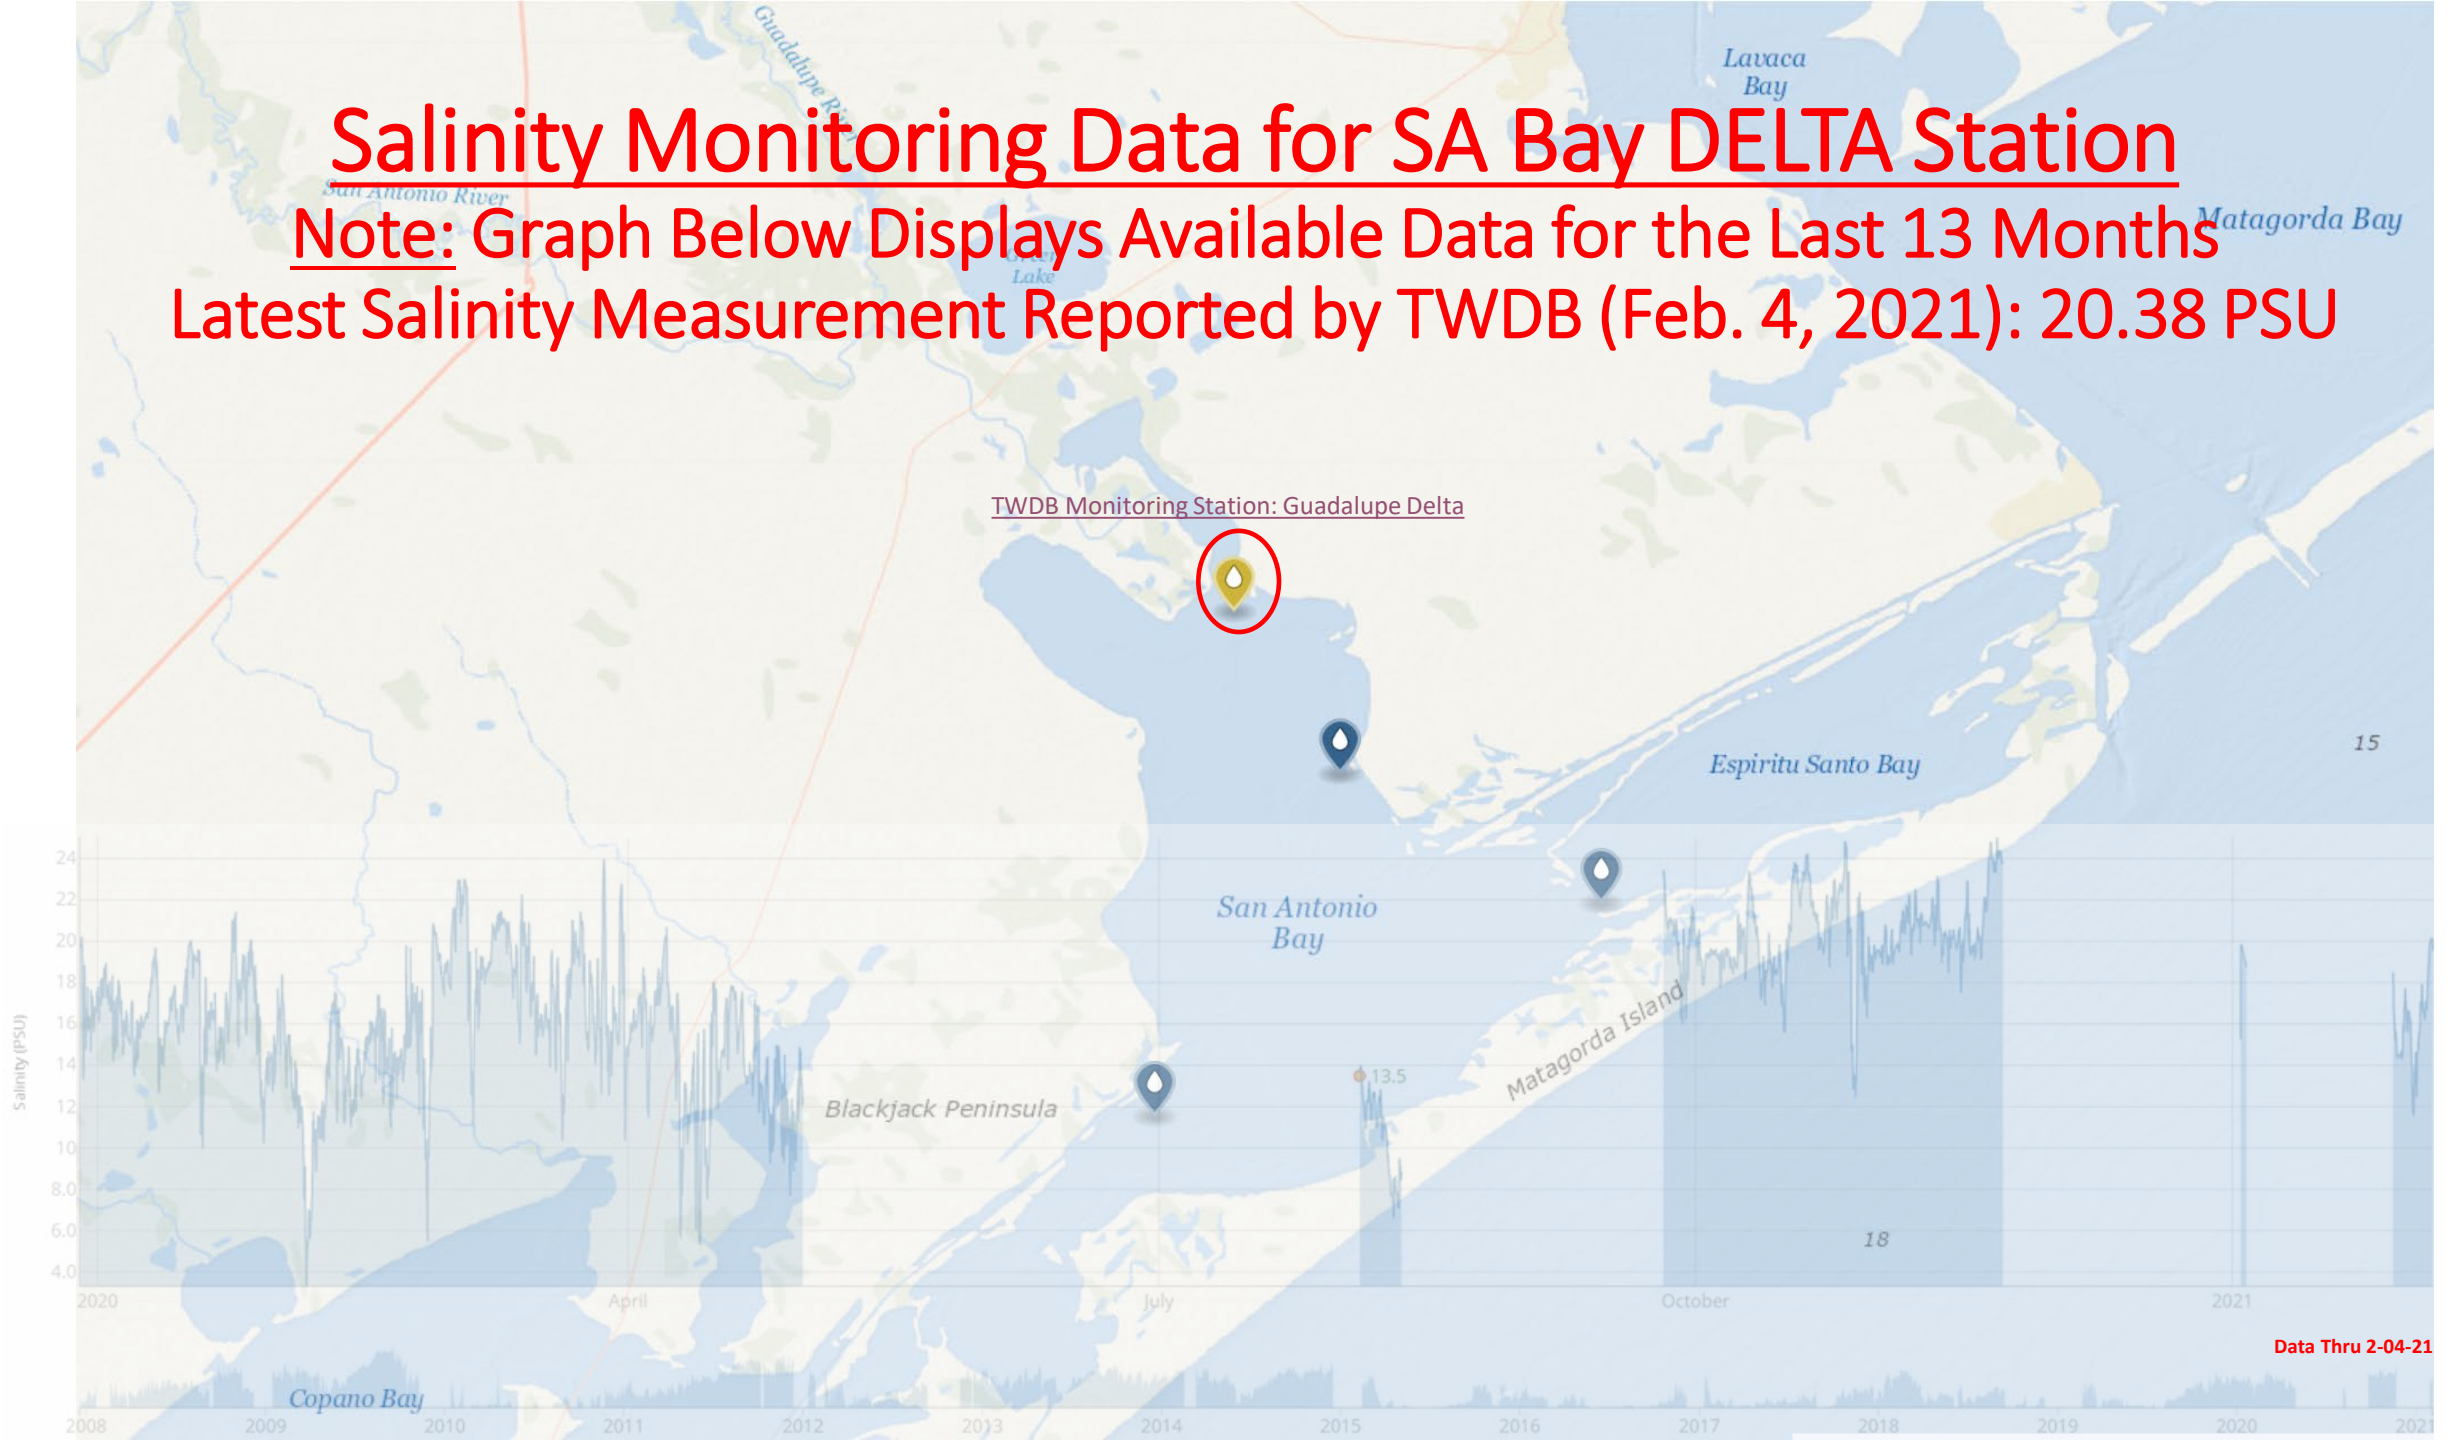 Guadalupe River
Lavaca
Bay
Salinity Monitoring Data for SA Bay DELTA Station
San Antonio River
Note: Graph Below Displays Available Data for the Last 13 Months
Matagorda Bay
Lake
Latest Salinity Measurement Reported by TWDB (Feb. 4, 2021): 20.38 PSU
TWDB Monitoring Station: Guadalupe Delta
15
Espiritu Santo Bay
San Antonio
Bay
Matagorda Island
13.5
Blackjack Peninsula
18
Salinity (PSU)
24
22
20
18
16
14
12
10
8.0
6.0
4.0
2020 April July October 2021
Data Thru 2-04-21
Copano Bay
2008 2009 2010 2011 2012 2013 2014 2015 2016 2017 2018 2019 2020 2021